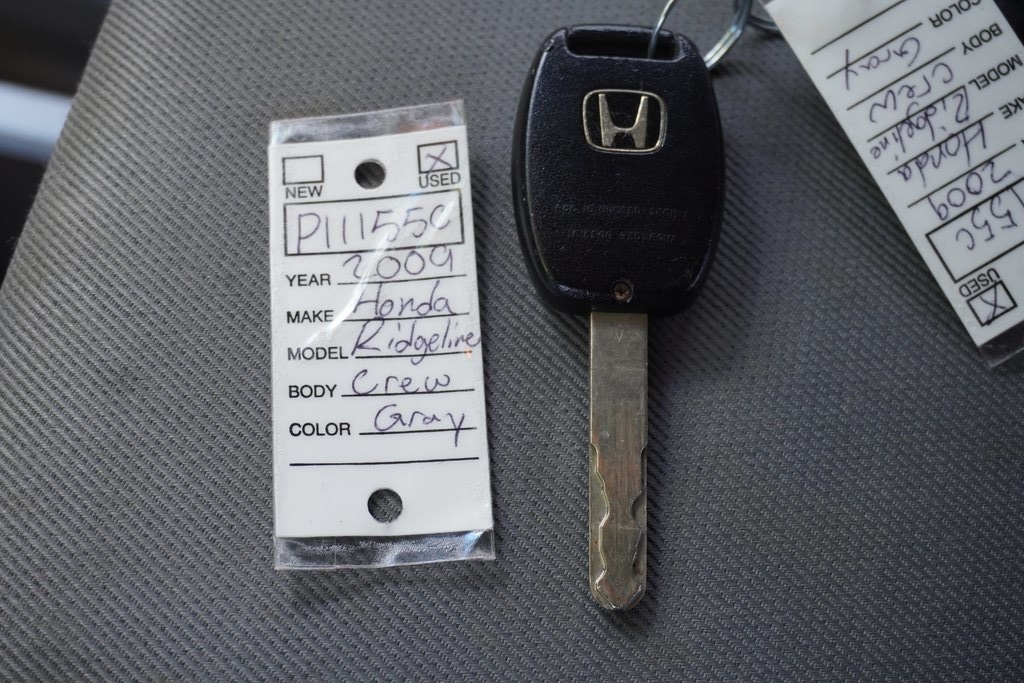 NEW USED
P11155C
YEAR 2009
MAKE Honda
MODEL Ridgeline
BODY Crew
COLOR Gray
55C
USED
2009
Honda
MODEL Ridgeline
BODY Crew
COLOR Gray